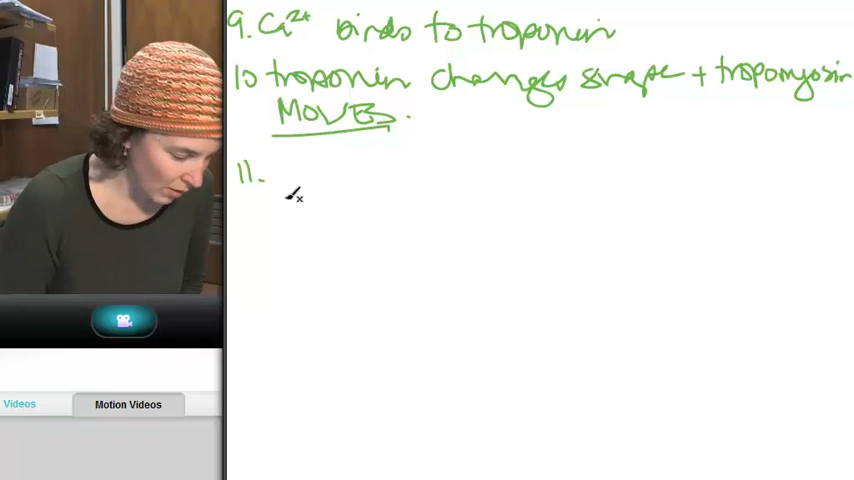 9. Ca²⁺ binds to troponin
10 troponin changes shape + tropomyosin
MOVES.
11.
Videos
Motion Videos